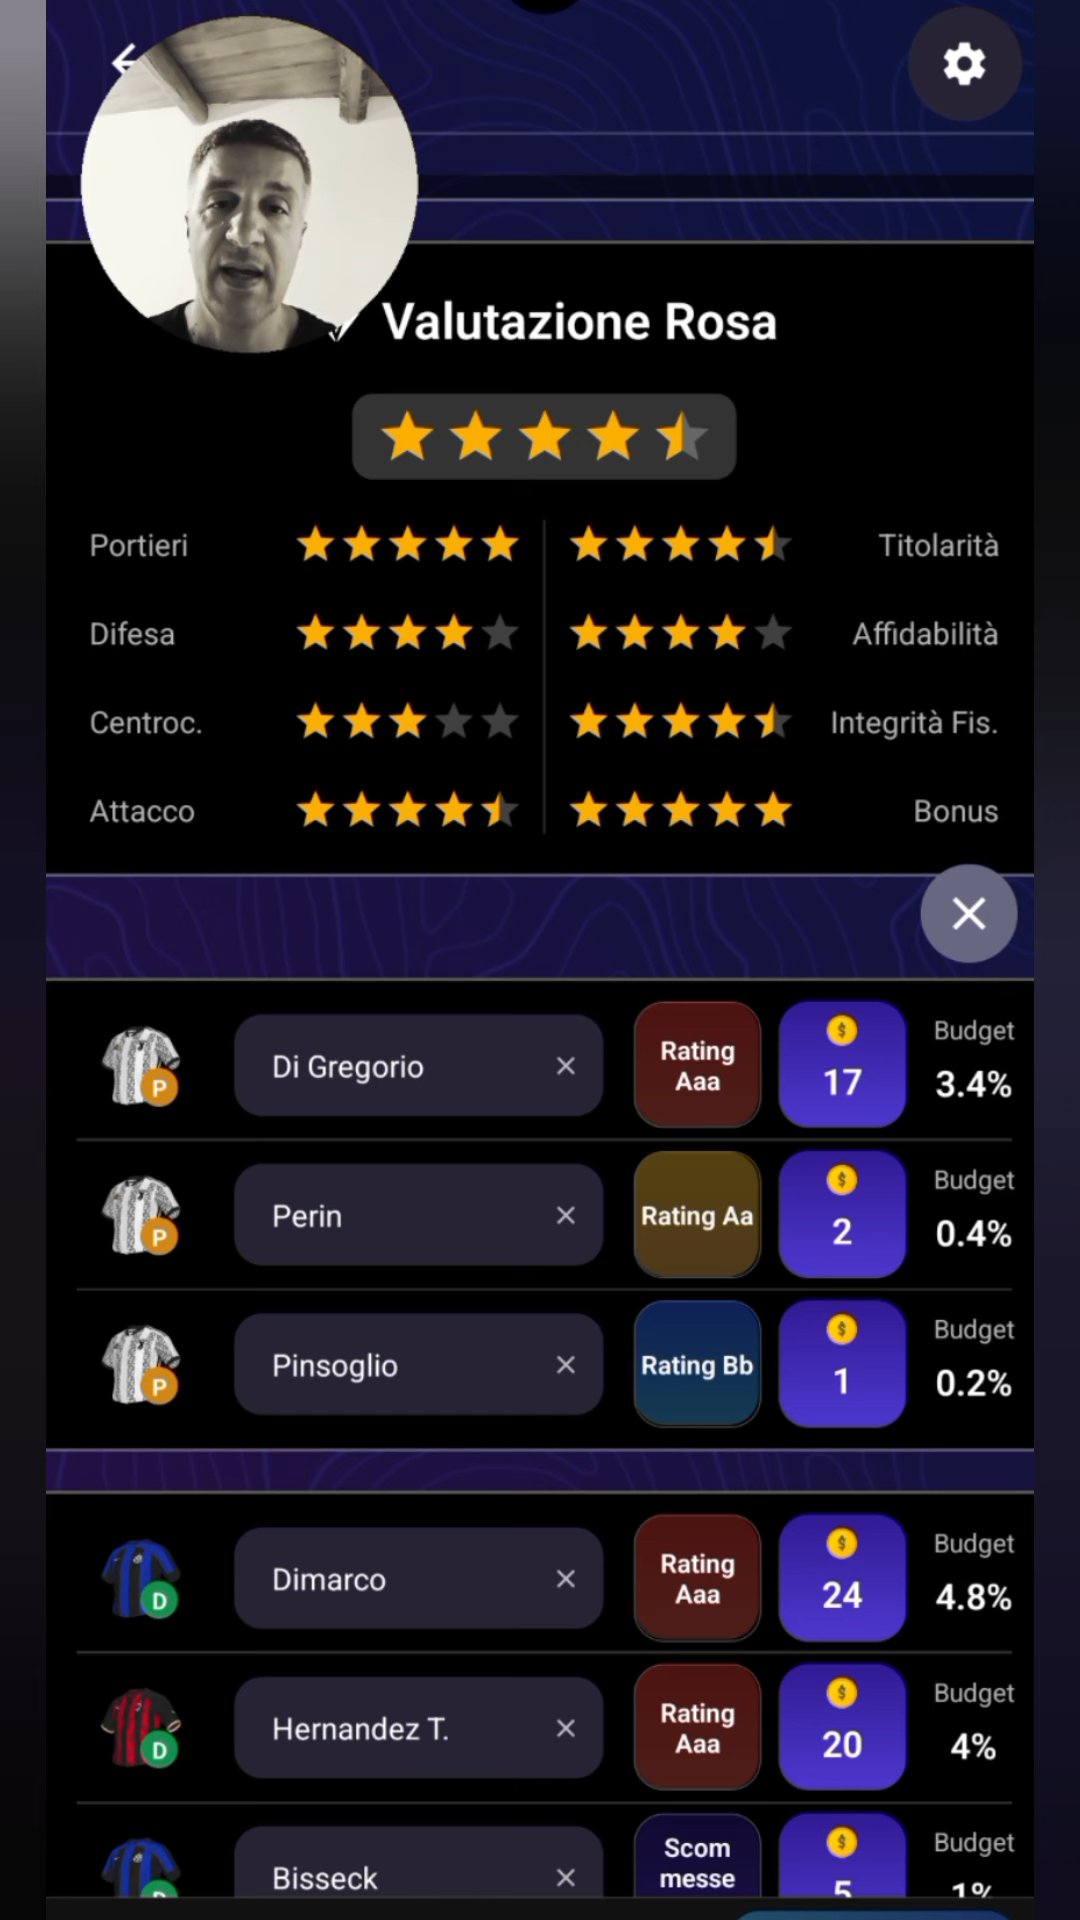 Valutazione Rosa
Portieri
Titolarità
Difesa
Affidabilità
Centroc.
Integrità Fis.
Attacco
Bonus
P
Di Gregorio
Rating
Aaa
$
17
Budget
3.4%
P
Perin
Rating Aa
$
2
Budget
0.4%
P
Pinsoglio
Rating Bb
$
1
Budget
0.2%
D
Dimarco
Rating
Aaa
$
24
Budget
4.8%
D
Hernandez T.
Rating
Aaa
$
20
Budget
4%
D
Bisseck
Scom
messe
$
5
Budget
1%